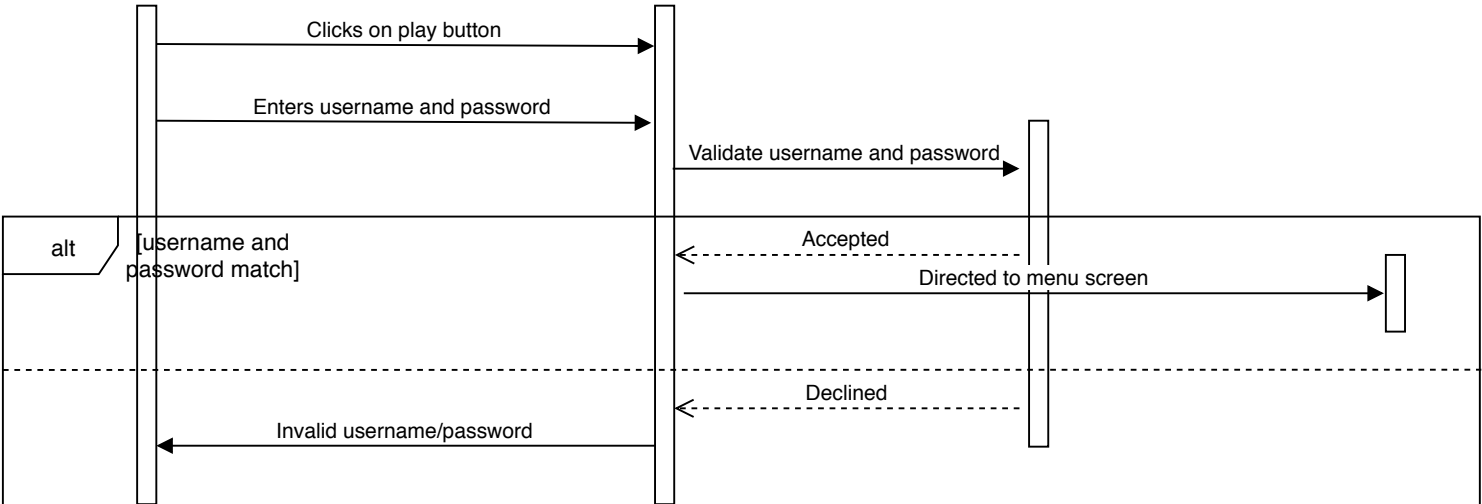 Clicks on play button
Enters username and password
Validate username and password
alt
[username and
password match]
Accepted
Directed to menu screen
Declined
Invalid username/password